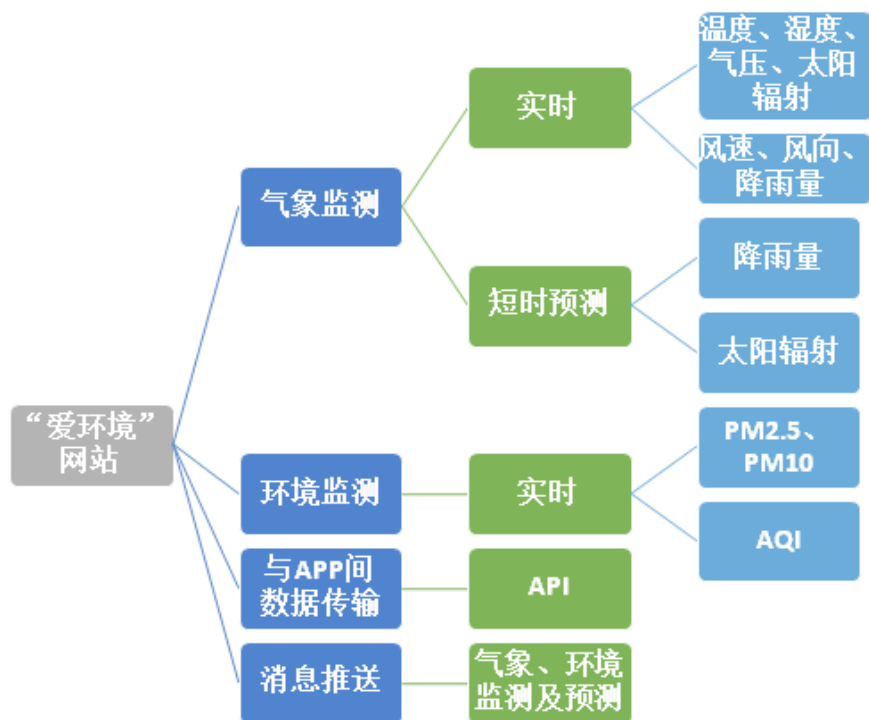 温度、湿度、
气压、太阳
辐射
实时
风速、风向、
降雨量
气象监测
降雨量
短时预测
太阳辐射
“爱环境”
网站
PM2.5、
PM10
环境监测
实时
AQI
与APP间
数据传输
API
消息推送
气象、环境
监测及预测